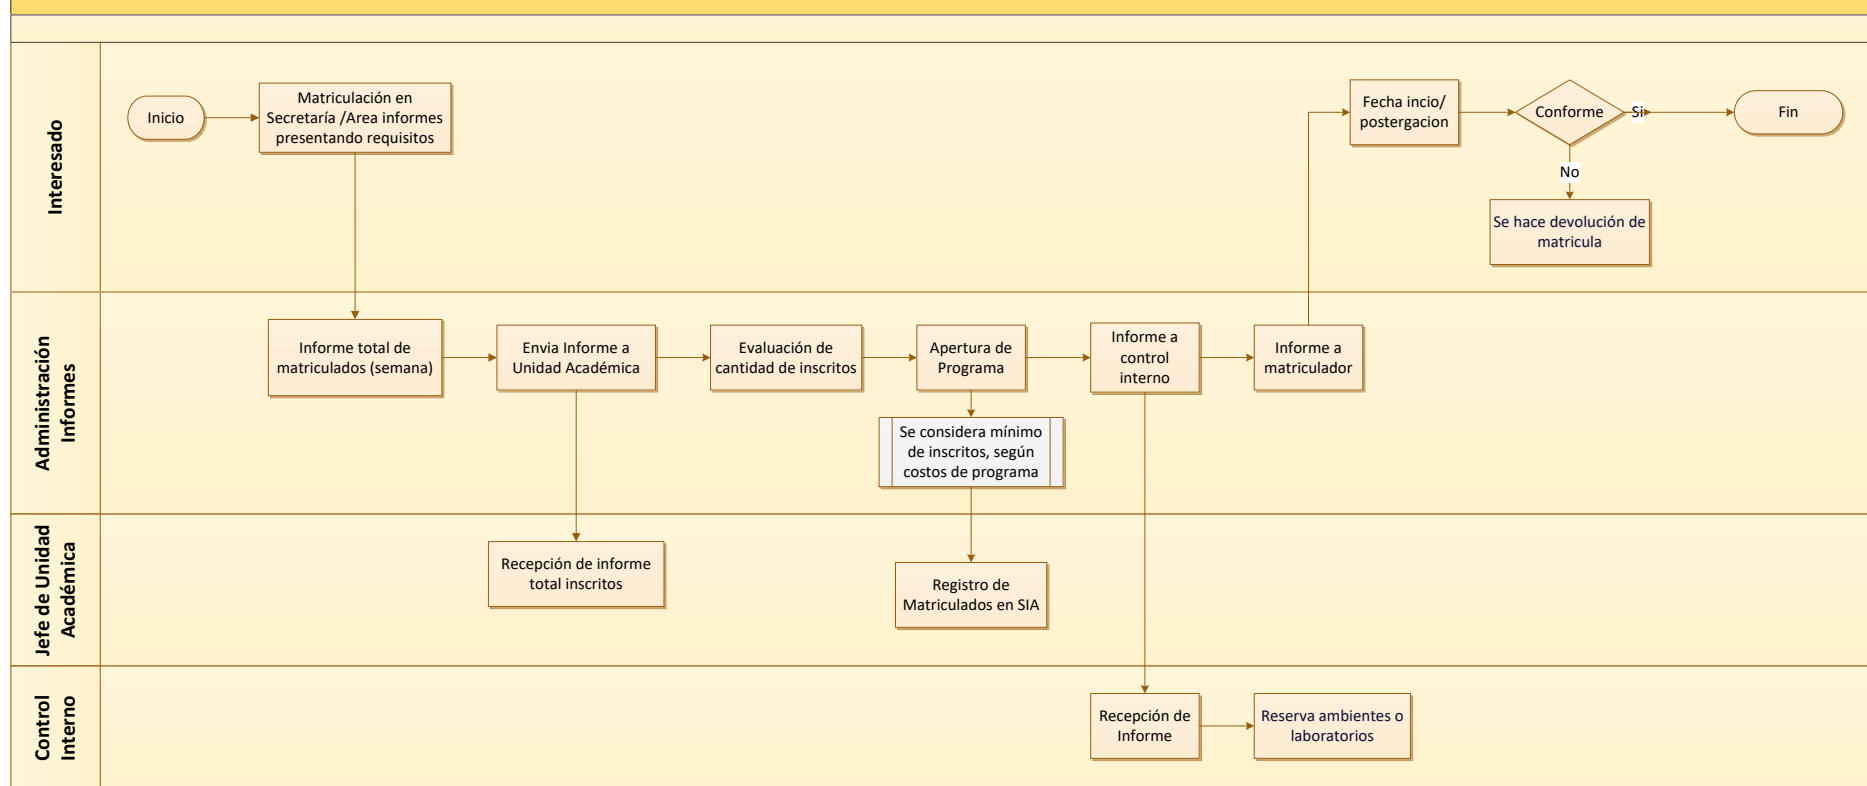 Interesado
Inicio
Matriculación en
Secretaría /Area informes
presentando requisitos
Fecha incio/
postergacion
Conforme
Si
Fin
No
Se hace devolución de
matricula
Administración
Informes
Informe total de
matriculados (semana)
Envia Informe a
Unidad Académica
Evaluación de
cantidad de inscritos
Apertura de
Programa
Informe a
control
interno
Informe a
matriculador
Se considera mínimo
de inscritos, según
costos de programa
Jefe de Unidad
Académica
Recepción de informe
total inscritos
Registro de
Matriculados en SIA
Control
Interno
Recepción de
Informe
Reserva ambientes o
laboratorios